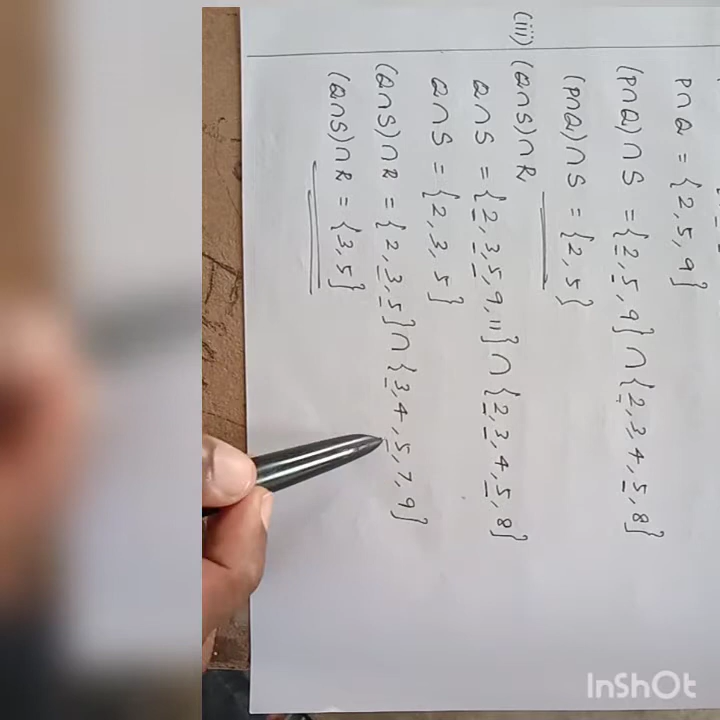 P∩Q = {2,5,9}
(P∩Q)∩S = {2,5,9}∩{2,3,4,5,8}
(P∩Q)∩S = {2,5}
(iii) (Q∩S)∩R
Q∩S = {2,3,5,9,11}∩{2,3,4,5,8}
Q∩S = {2,3,5}
(Q∩S)∩R = {2,3,5}∩{3,4,5,7,9}
(Q∩S)∩R = {3,5}
InShOt